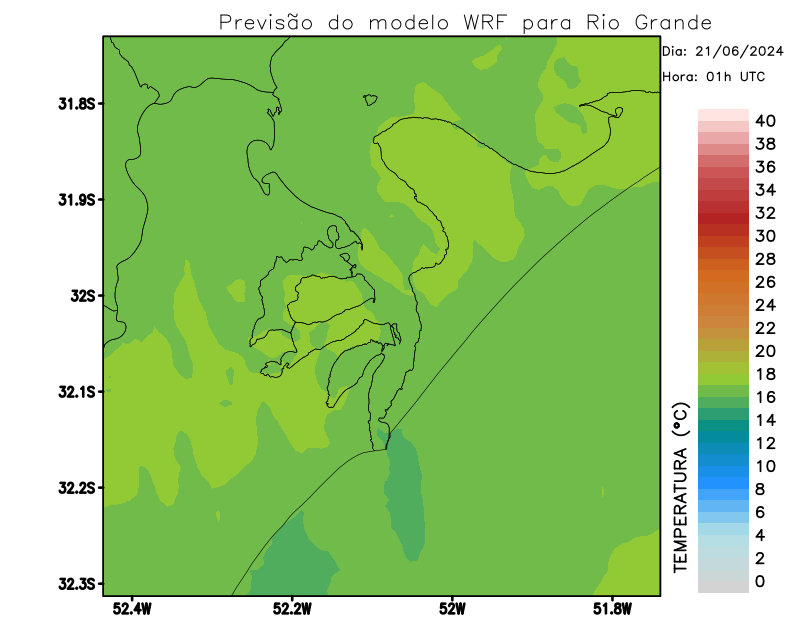 Previsão do modelo WRF para Rio Grande
Dia: 21/06/2024
Hora: 01h UTC
31.8S
31.9S
32S
32.1S
32.2S
32.3S
52.4W
52.2W
52W
51.8W
TEMPERATURA (°C)
40
38
36
34
32
30
28
26
24
22
20
18
16
14
12
10
8
6
4
2
0